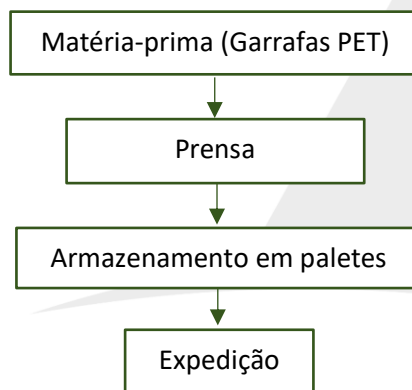 Matéria-prima (Garrafas PET)
Prensa
Armazenamento em paletes
Expedição